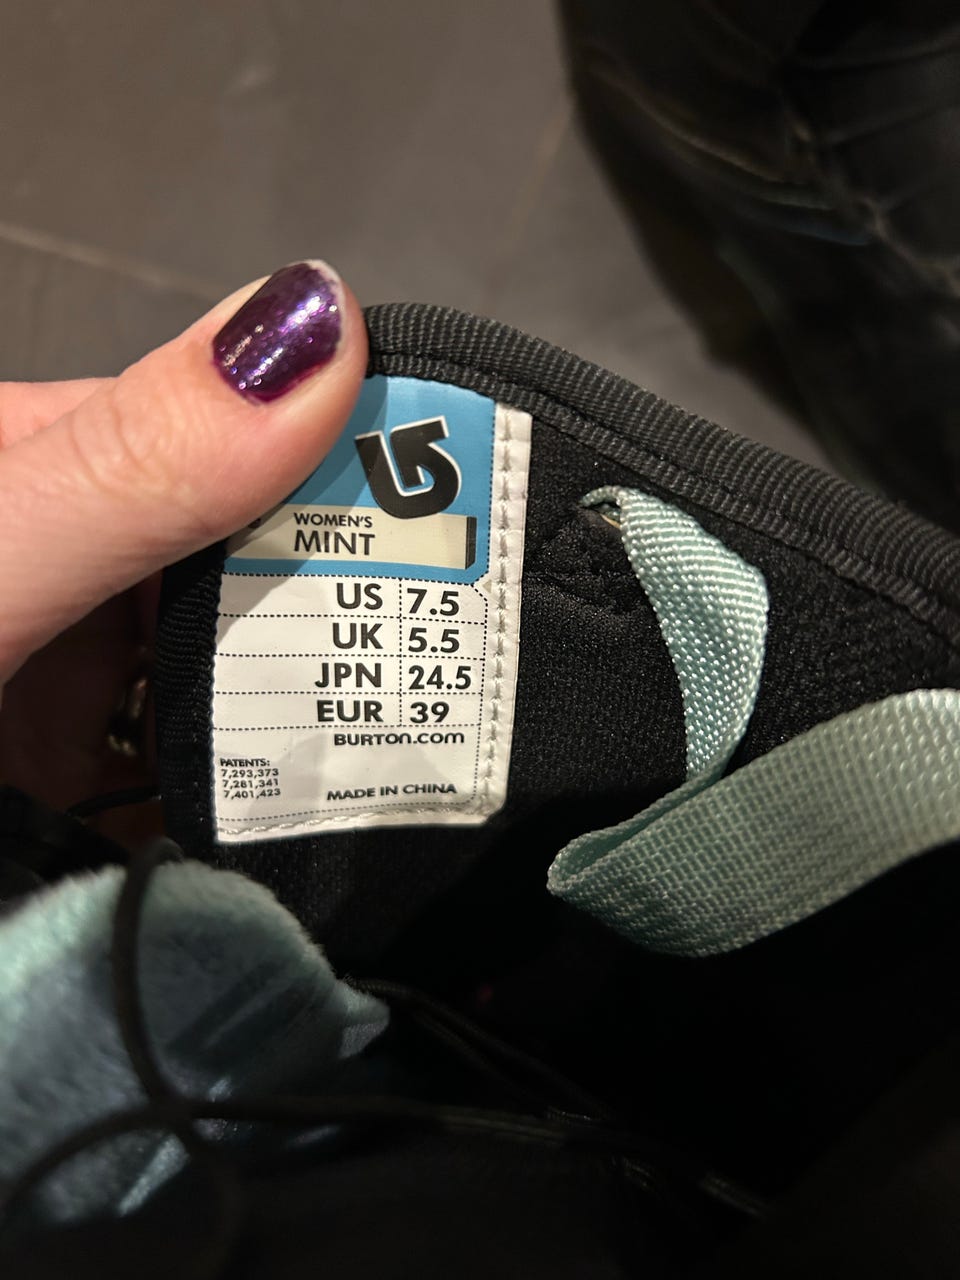 WOMEN'S
MINT
US 7.5
UK 5.5
JPN 24.5
EUR 39
BURTON.COM
PATENTS:
7,293,373
7,281,341
7,401,423
MADE IN CHINA